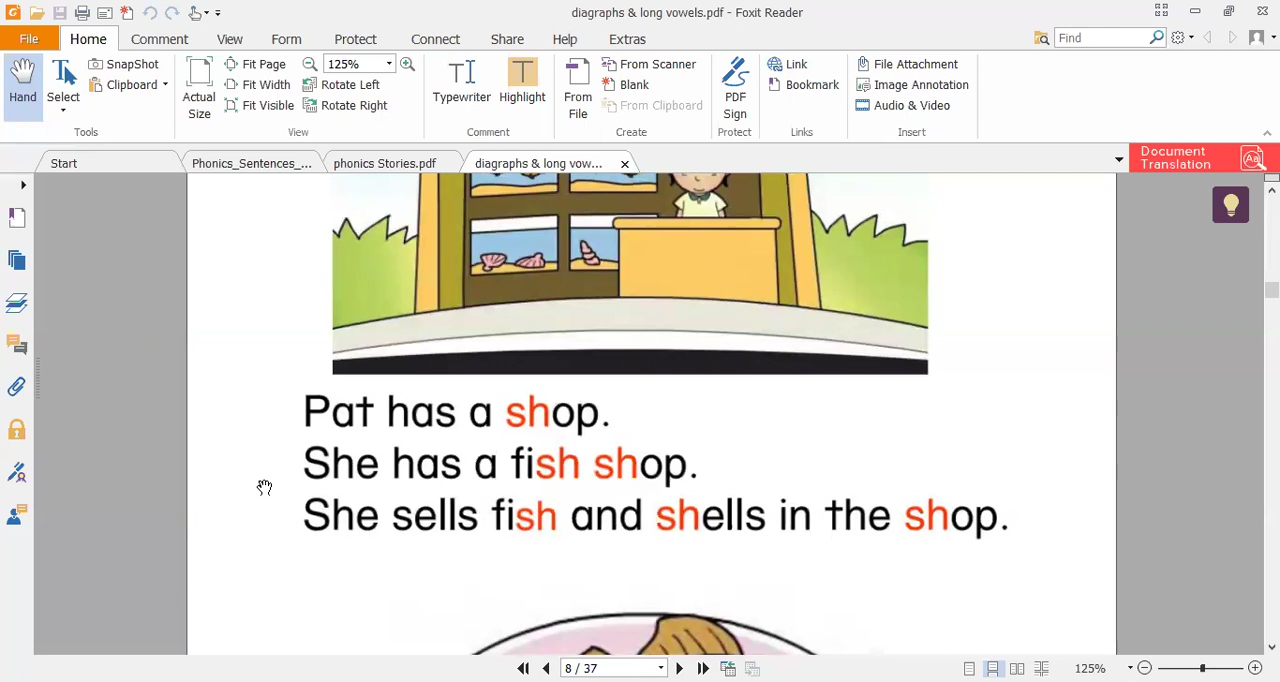 diagraphs & long vowels.pdf - Foxit Reader
File Home Comment View Form Protect Connect Share Help Extras Find
Hand
Select
SnapShot
Clipboard
Tools
Actual Size
Fit Page
Fit Width
Fit Visible
125%
Rotate Left
Rotate Right
View
Typewriter
Highlight
Comment
From File
From Scanner
Blank
From Clipboard
Create
PDF Sign
Protect
Link
Bookmark
Links
File Attachment
Image Annotation
Audio & Video
Insert
Start Phonics_Sentences_... phonics Stories.pdf diagraphs & long vow...
Document
Translation
Pat has a shop.
She has a fish shop.
She sells fish and shells in the shop.
8 / 37
125%